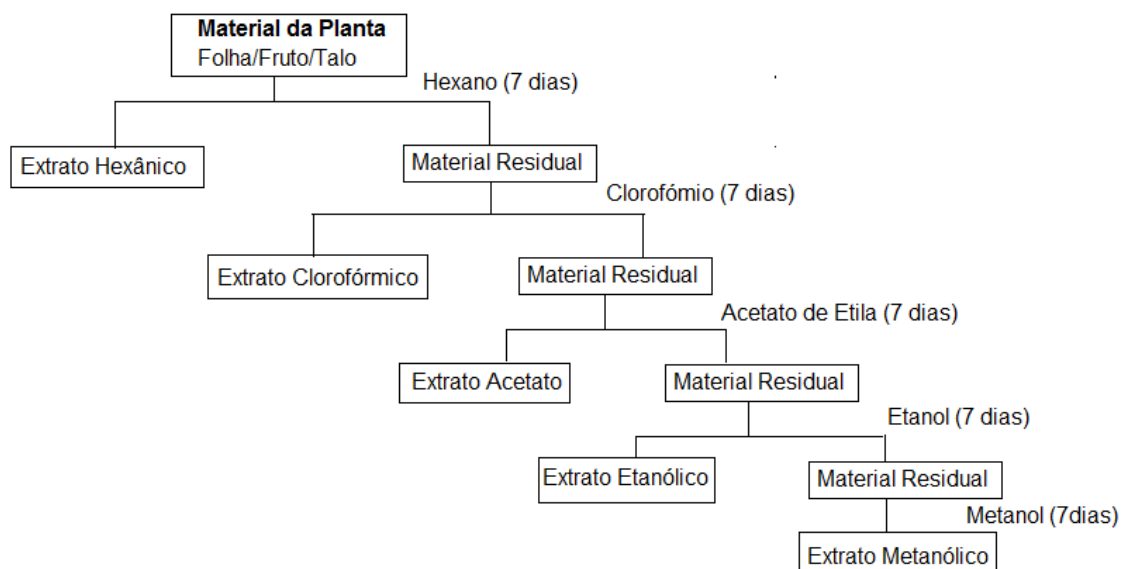 Material da Planta
Folha/Fruto/Talo
Hexano (7 dias)
Extrato Hexânico
Material Residual
Clorofómio (7 dias)
Extrato Clorofórmico
Material Residual
Acetato de Etila (7 dias)
Extrato Acetato
Material Residual
Etanol (7 dias)
Extrato Etanólico
Material Residual
Metanol (7dias)
Extrato Metanólico